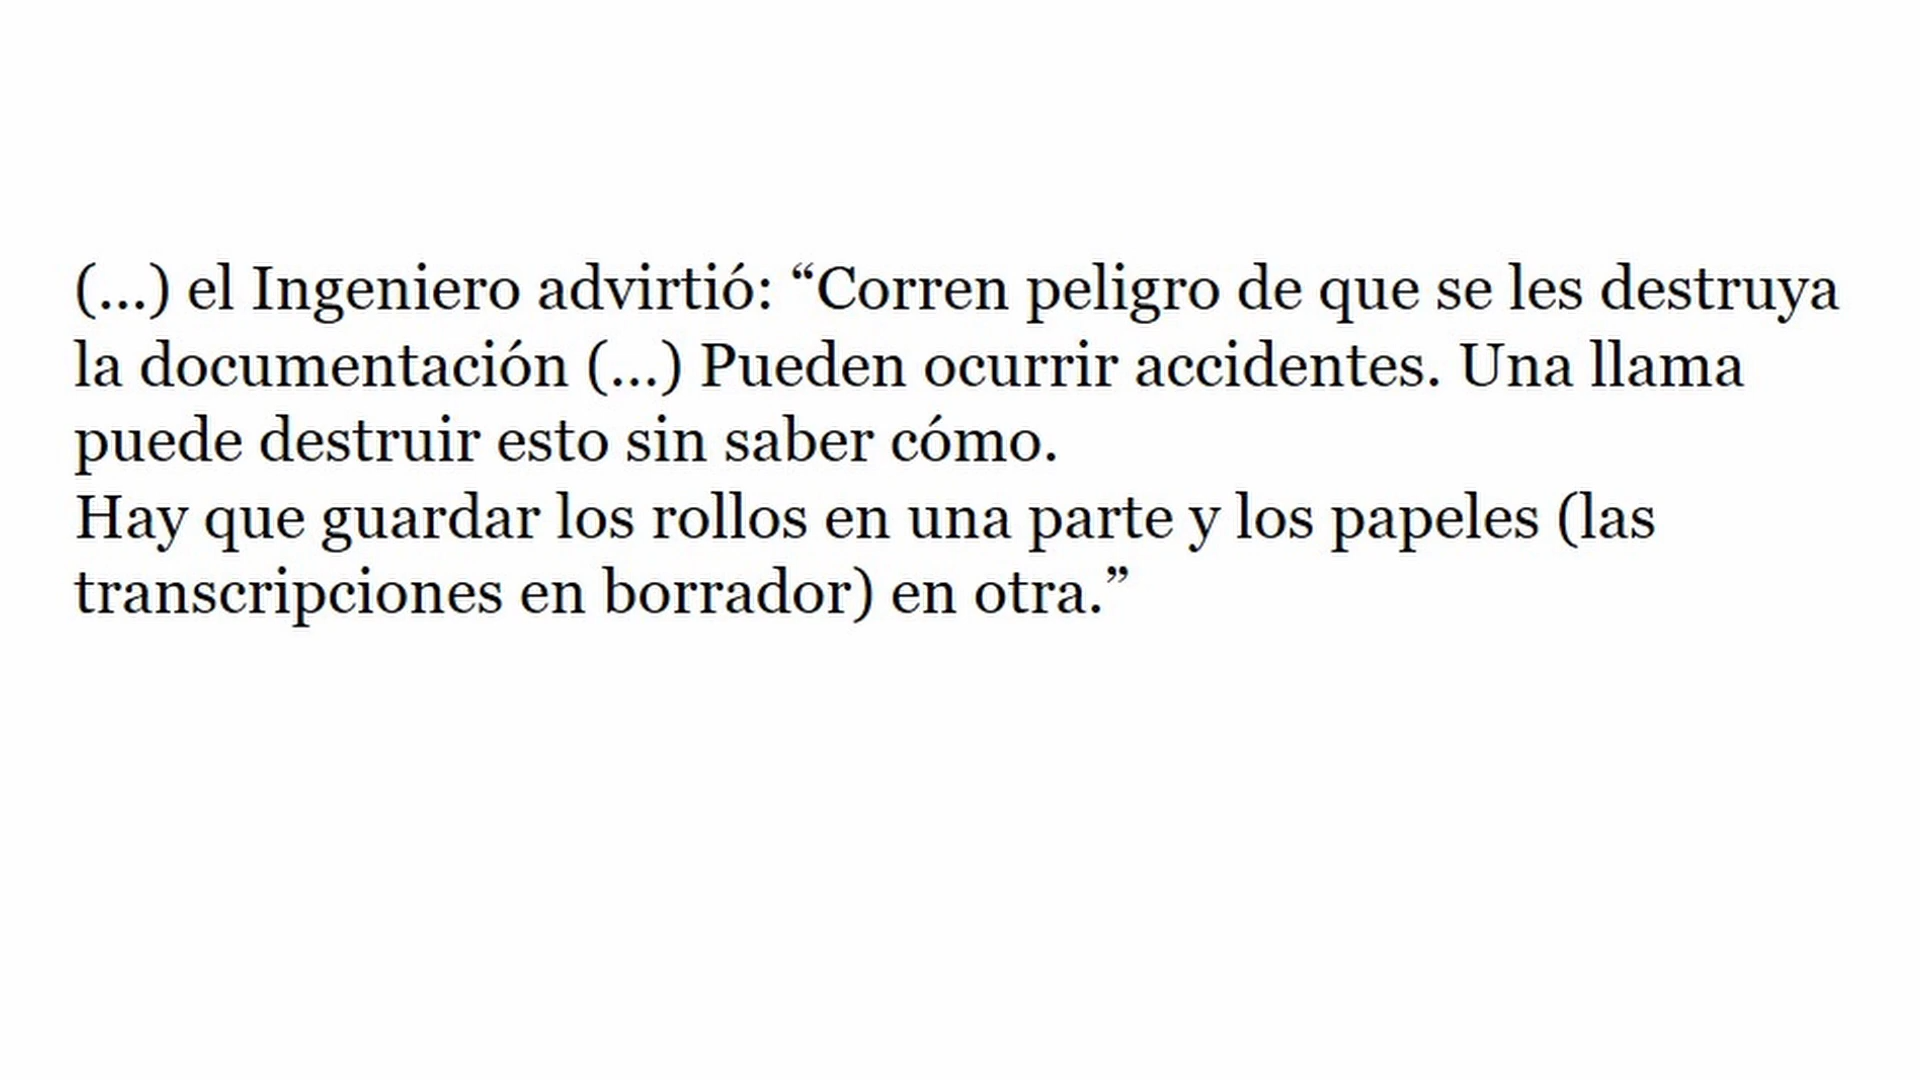 (...) el Ingeniero advirtió: “Corren peligro de que se les destruya
la documentación (...) Pueden ocurrir accidentes. Una llama
puede destruir esto sin saber cómo.
Hay que guardar los rollos en una parte y los papeles (las
transcripciones en borrador) en otra.”